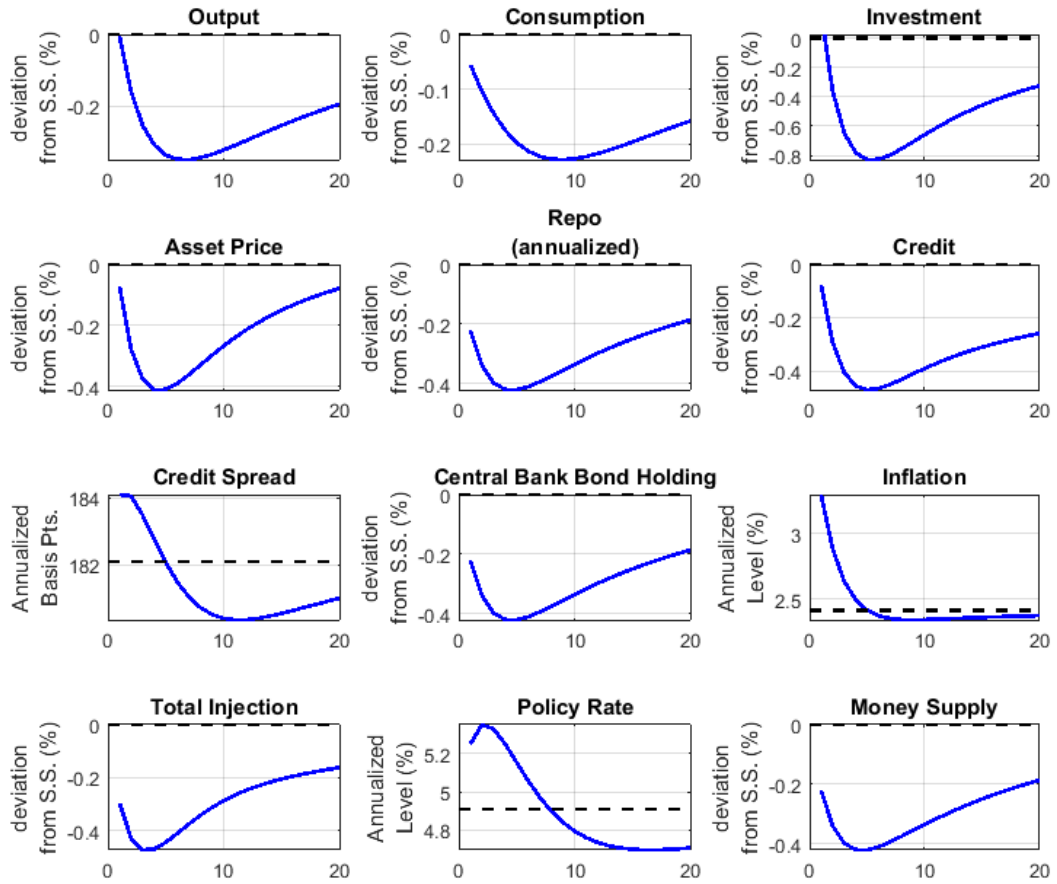 Output
Consumption
Investment
deviation
from S.S. (%)
0
-0.2
0
10
20
deviation
from S.S. (%)
0
-0.1
-0.2
0
10
20
deviation
from S.S. (%)
0
-0.2
-0.4
-0.6
-0.8
0
10
20
Asset Price
Repo
(annualized)
Credit
deviation
from S.S. (%)
0
-0.2
-0.4
0
10
20
deviation
from S.S. (%)
0
-0.2
-0.4
0
10
20
deviation
from S.S. (%)
0
-0.2
-0.4
0
10
20
Credit Spread
Central Bank Bond Holding
Inflation
Annualized
Basis Pts.
184
182
0
10
20
deviation
from S.S. (%)
0
-0.2
-0.4
0
10
20
Annualized
Level (%)
3
2.5
0
10
20
Total Injection
Policy Rate
Money Supply
deviation
from S.S. (%)
0
-0.2
-0.4
0
10
20
Annualized
Level (%)
5.2
5
4.8
0
10
20
deviation
from S.S. (%)
0
-0.2
-0.4
0
10
20